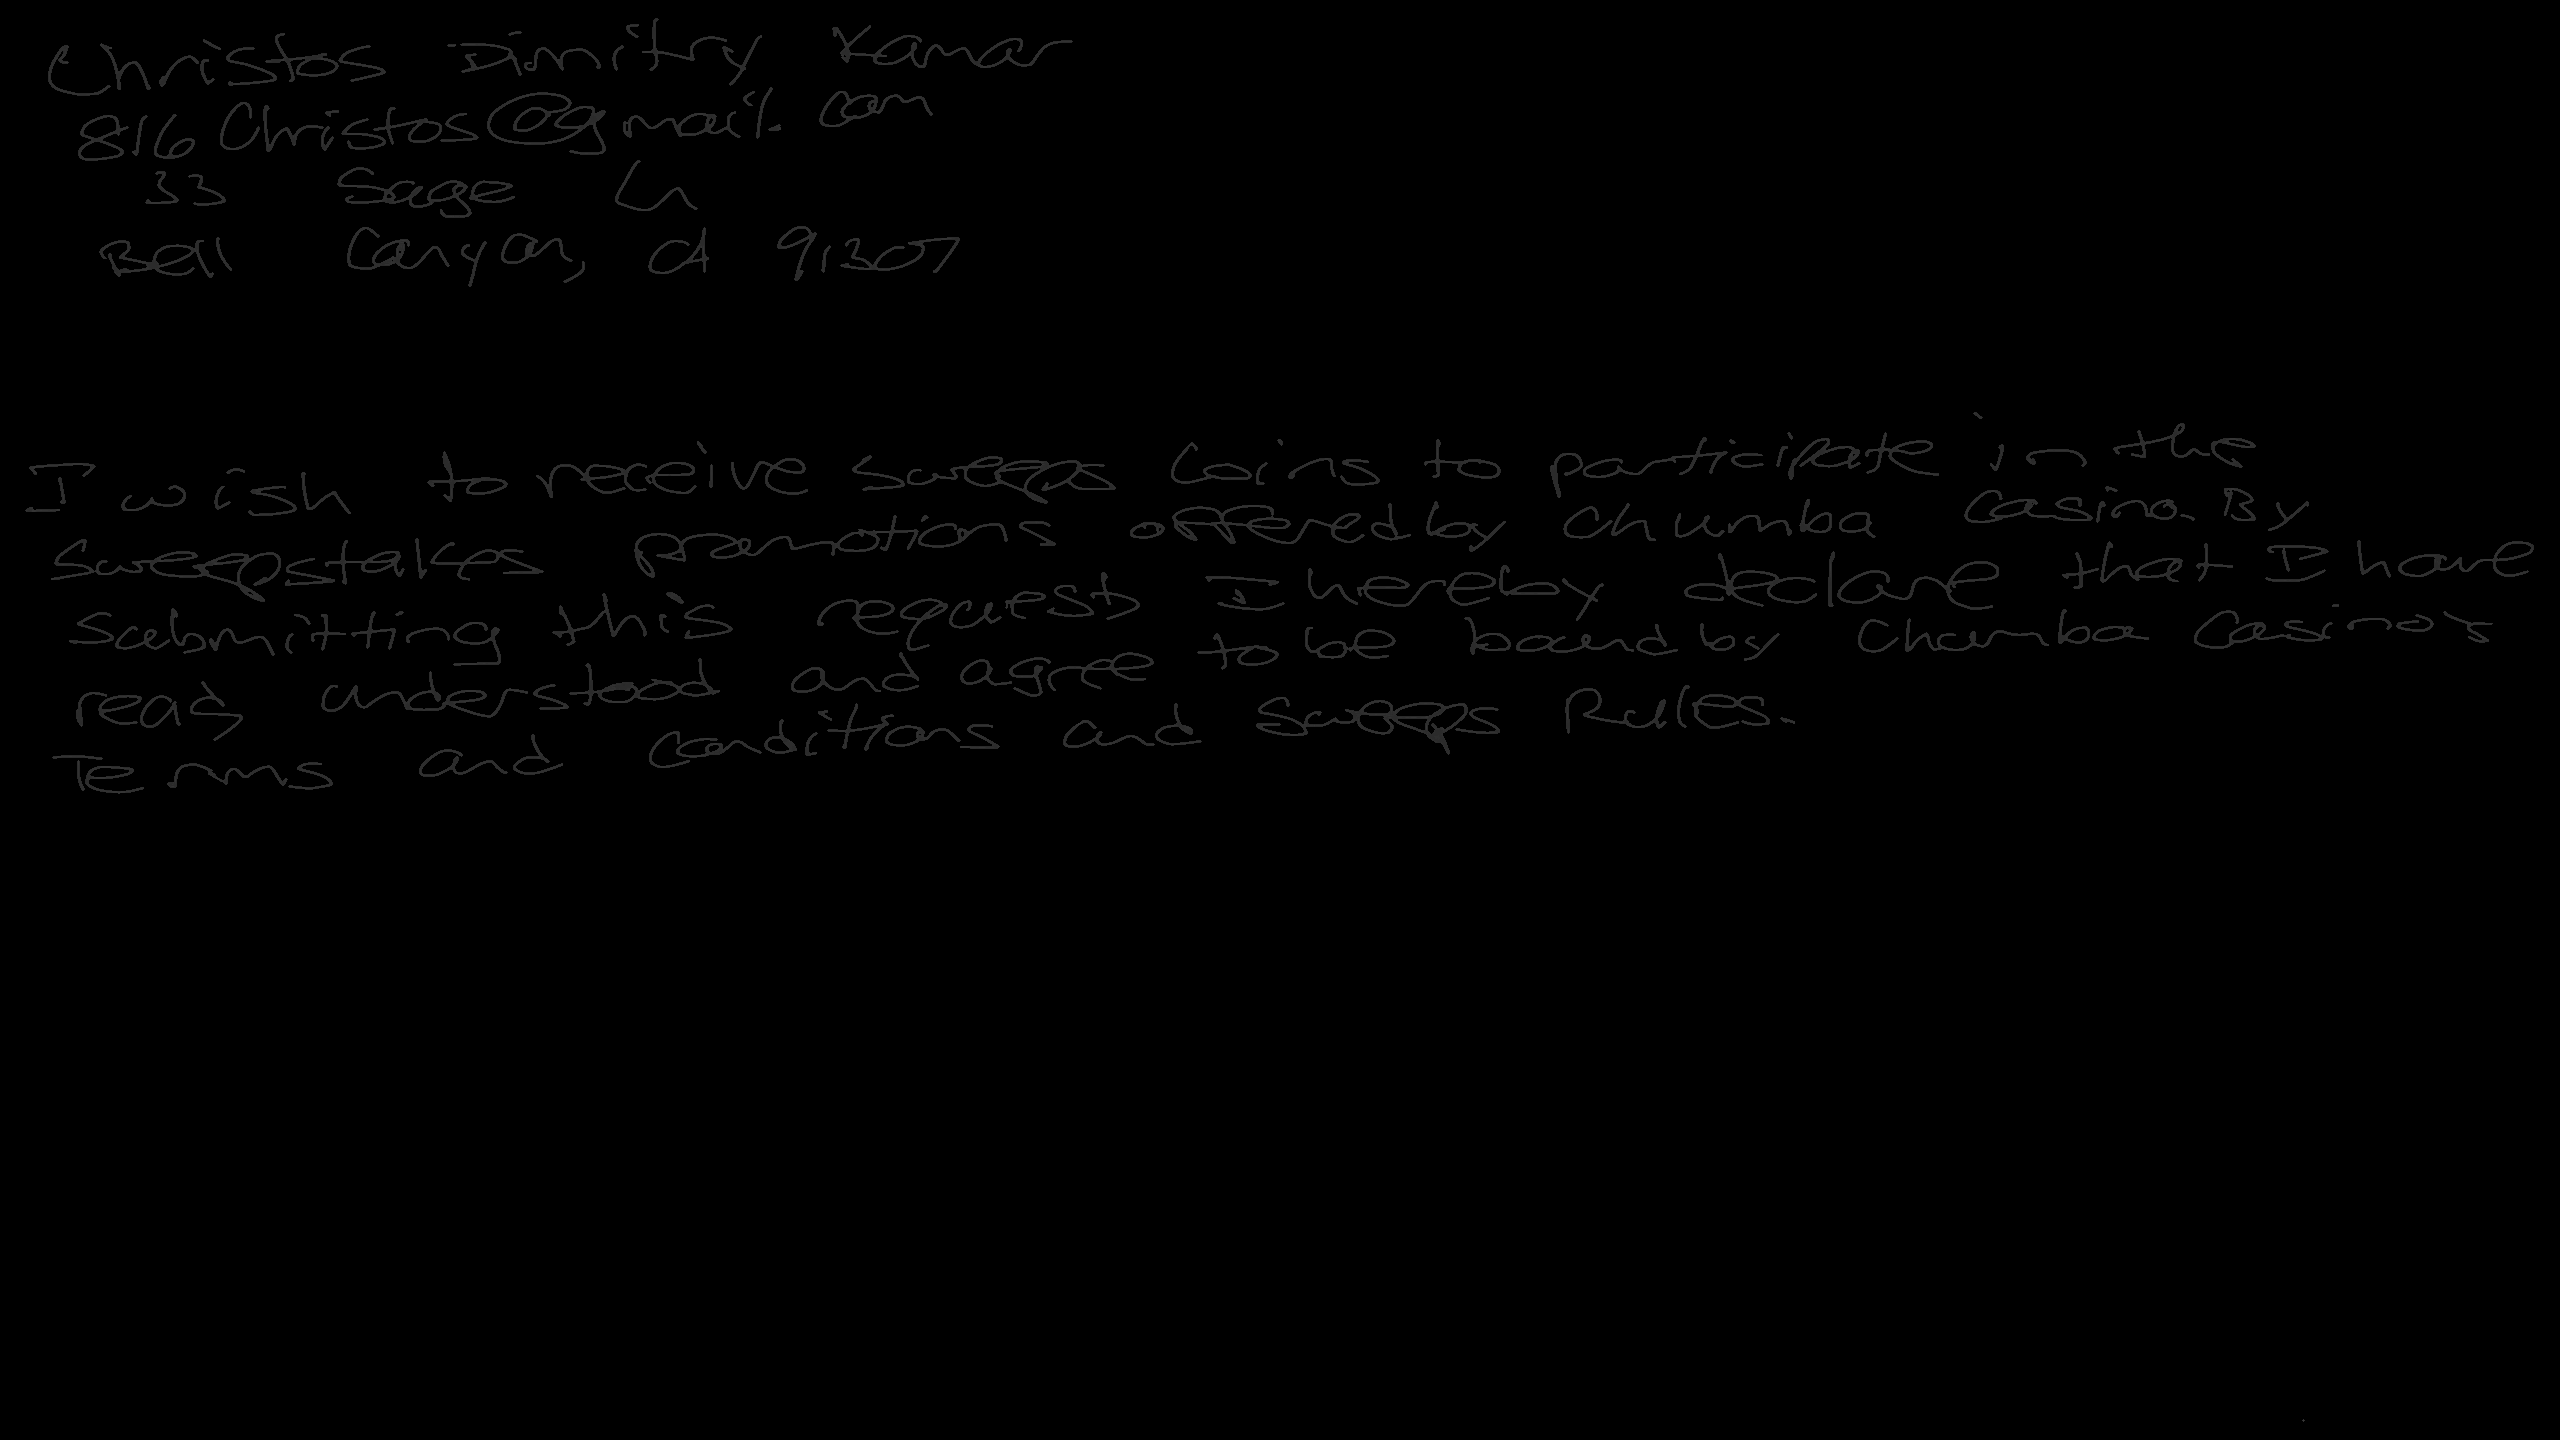 Christos Dimitry Kamar
816Christos@gmail.com
33 Sage Ln
Bell Canyon, CA 91307
I wish to receive Sweeps Coins to participate in the
Sweepstakes promotions offered by Chumba Casino. By
Submitting this request, I hereby declare that I have
read, understood and agree to be bound by Chumba Casino's
Terms and Conditions and Sweeps Rules.